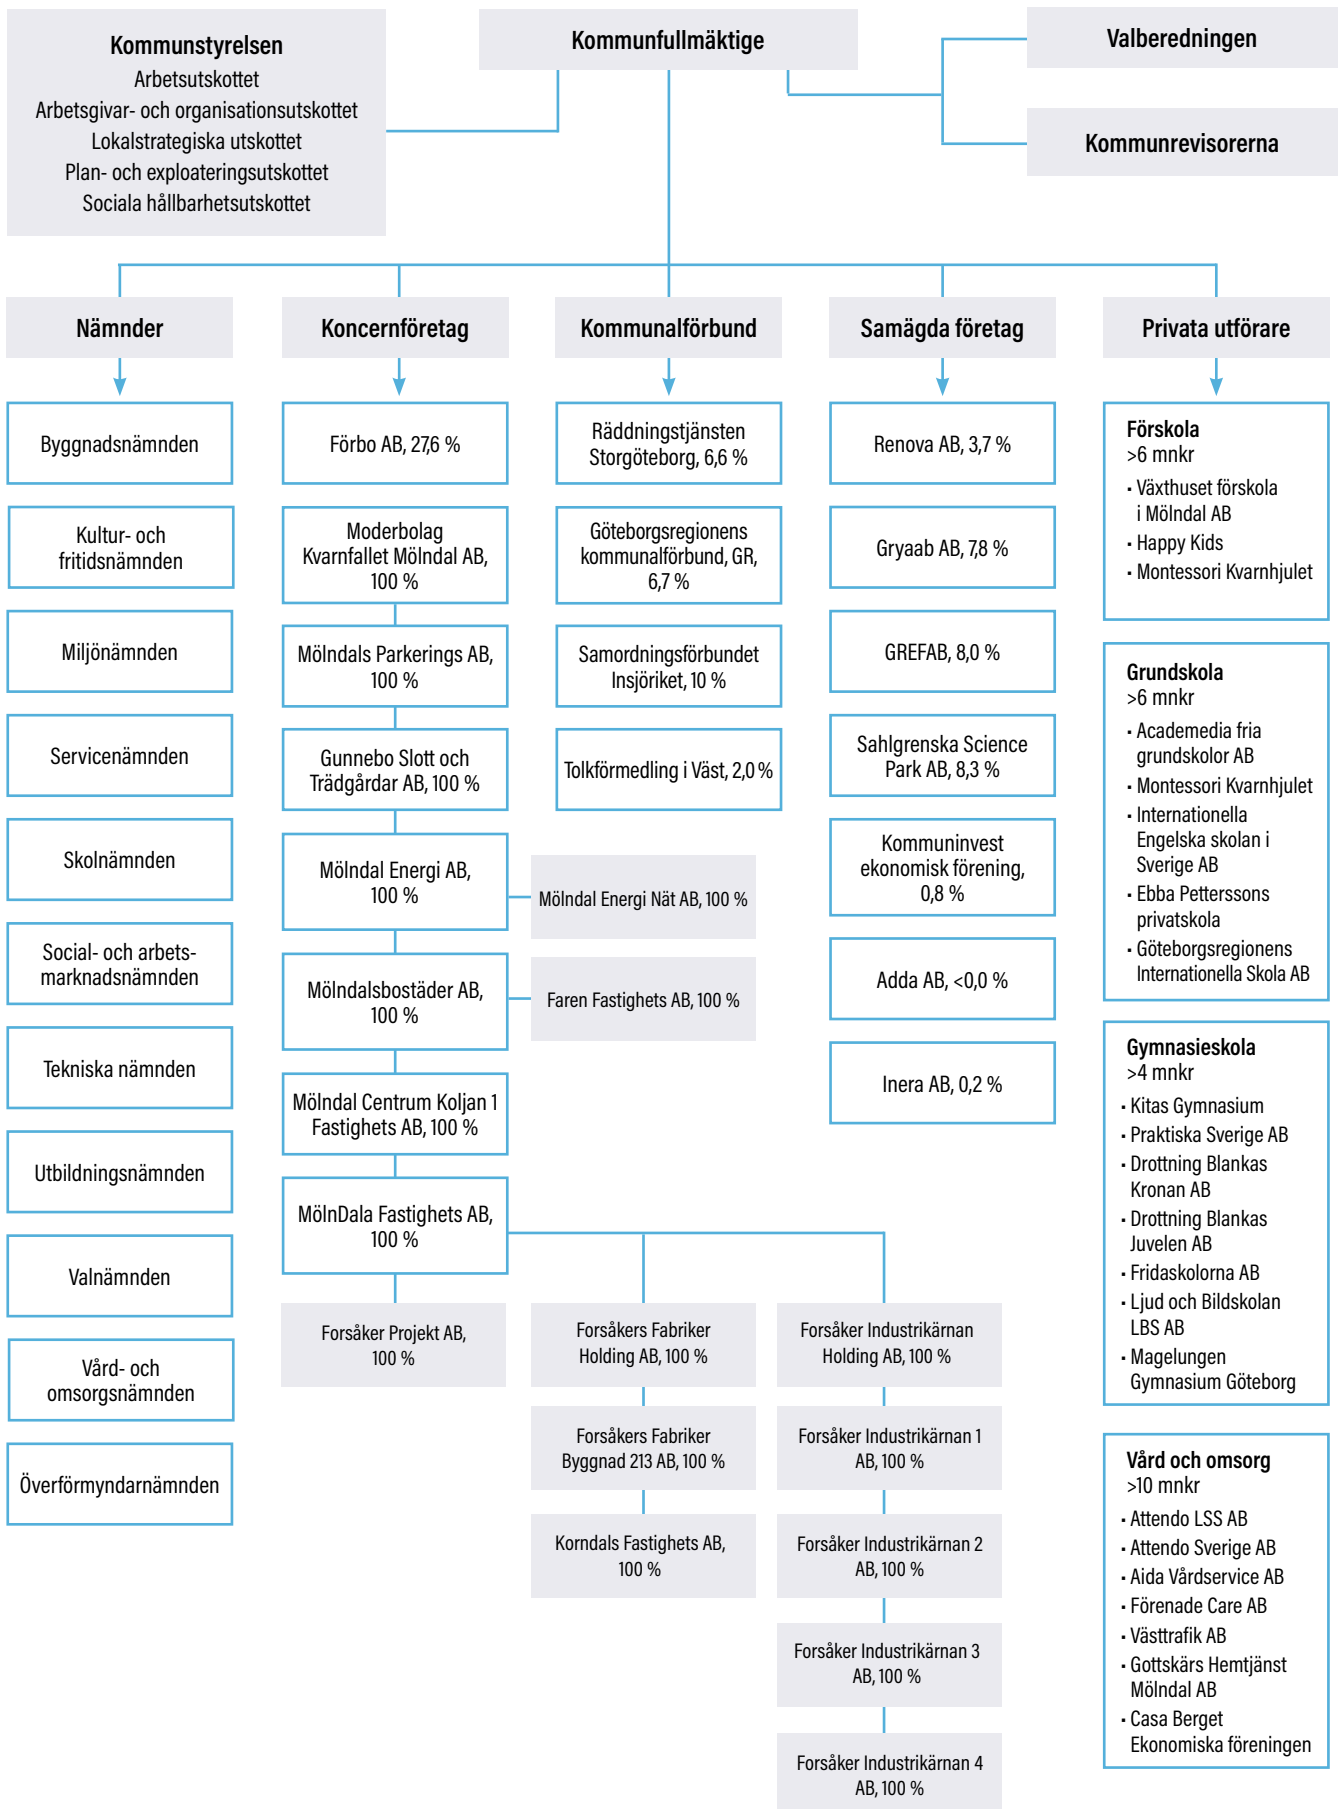 Kommunstyrelsen
Arbetsutskottet
Arbetsgivar- och organisationsutskottet
Lokalstrategiska utskottet
Plan- och exploateringsutskottet
Sociala hållbarhetsutskottet
Kommunfullmäktige
Valberedningen
Kommunrevisorerna
Nämnder
Byggnadsnämnden
Kultur- och
fritidsnämnden
Miljönämnden
Servicenämnden
Skolnämnden
Social- och arbets-
marknadsnämnden
Tekniska nämnden
Utbildningsnämnden
Valnämnden
Vård- och
omsorgsnämnden
Överförmyndarnämnden
Koncernföretag
Förbo AB, 27,6 %
Moderbolag
Kvarnfallet Mölndal AB,
100 %
Mölndals Parkerings AB,
100 %
Gunnebo Slott och
Trädgårdar AB, 100 %
Mölndal Energi AB,
100 %
Mölndal Energi Nät AB, 100 %
Mölndalsbostäder AB,
100 %
Faren Fastighets AB, 100 %
Mölndal Centrum Koljan 1
Fastighets AB, 100 %
MölnDala Fastighets AB,
100 %
Forsåker Projekt AB,
100 %
Forsåkers Fabriker
Holding AB, 100 %
Forsåkers Fabriker
Byggnad 213 AB, 100 %
Korndals Fastighets AB,
100 %
Forsåker Industrikärnan
Holding AB, 100 %
Forsåker Industrikärnan 1
AB, 100 %
Forsåker Industrikärnan 2
AB, 100 %
Forsåker Industrikärnan 3
AB, 100 %
Forsåker Industrikärnan 4
AB, 100 %
Kommunalförbund
Räddningstjänsten
Storgöteborg, 6,6 %
Göteborgsregionens
kommunalförbund, GR,
6,7 %
Samordningsförbundet
Insjöriket, 10 %
Tolkförmedling i Väst, 2,0 %
Samägda företag
Renova AB, 3,7 %
Gryaab AB, 7,8 %
GREFAB, 8,0 %
Sahlgrenska Science
Park AB, 8,3 %
Kommuninvest
ekonomisk förening,
0,8 %
Adda AB, <0,0 %
Inera AB, 0,2 %
Privata utförare
Förskola
>6 mnkr
▪ Växthuset förskola
i Mölndal AB
▪ Happy Kids
▪ Montessori Kvarnhjulet
Grundskola
>6 mnkr
▪ Academedia fria
grundskolor AB
▪ Montessori Kvarnhjulet
▪ Internationella
Engelska skolan i
Sverige AB
▪ Ebba Petterssons
privatskola
▪ Göteborgsregionens
Internationella Skola AB
Gymnasieskola
>4 mnkr
▪ Kitas Gymnasium
▪ Praktiska Sverige AB
▪ Drottning Blankas
Kronan AB
▪ Drottning Blankas
Juvelen AB
▪ Fridaskolorna AB
▪ Ljud och Bildskolan
LBS AB
▪ Magelungen
Gymnasium Göteborg
Vård och omsorg
>10 mnkr
▪ Attendo LSS AB
▪ Attendo Sverige AB
▪ Aida Vårdservice AB
▪ Förenade Care AB
▪ Västtrafik AB
▪ Gottskärs Hemtjänst
Mölndal AB
▪ Casa Berget
Ekonomiska föreningen